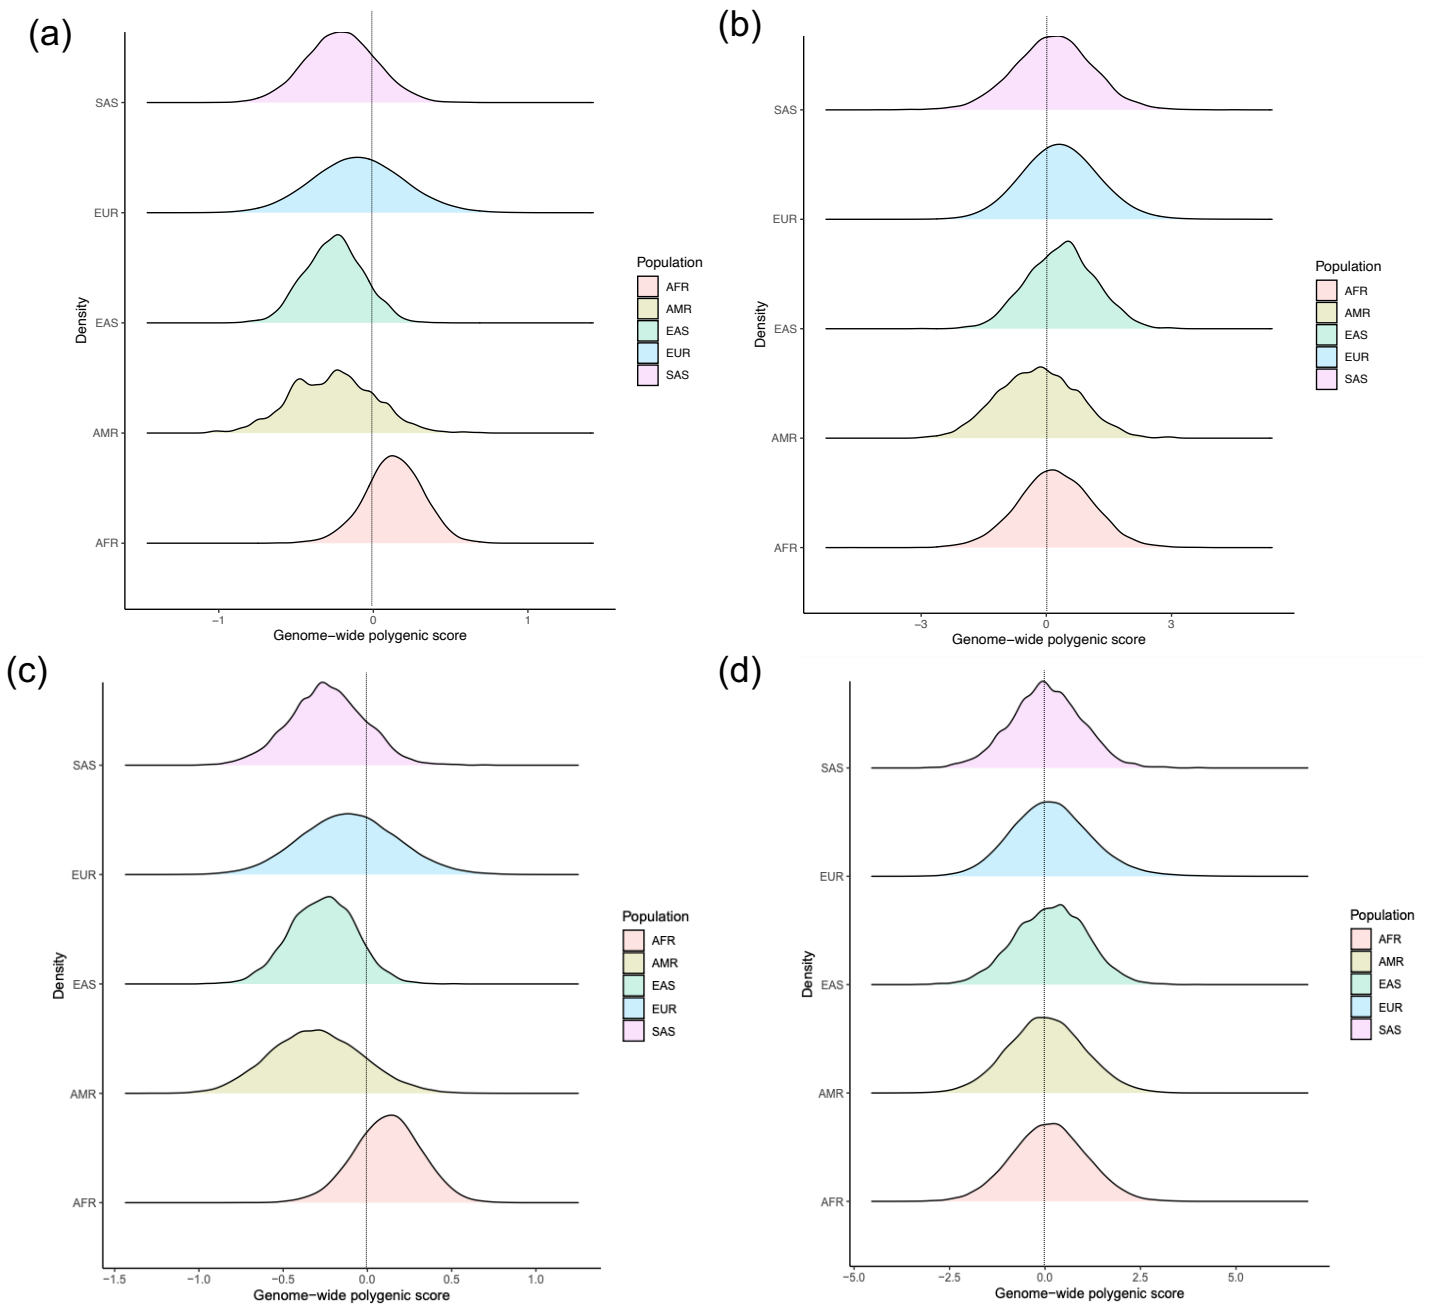 (a)
SAS
EUR
EAS
AMR
AFR
Density
−1
0
1
Genome−wide polygenic score
Population
AFR
AMR
EAS
EUR
SAS
(b)
SAS
EUR
EAS
AMR
AFR
Density
−3
0
3
Genome−wide polygenic score
Population
AFR
AMR
EAS
EUR
SAS
(c)
SAS
EUR
EAS
AMR
AFR
Density
−1.5
−1.0
−0.5
0.0
0.5
1.0
Genome−wide polygenic score
Population
AFR
AMR
EAS
EUR
SAS
(d)
SAS
EUR
EAS
AMR
AFR
Density
−5.0
−2.5
0.0
2.5
5.0
Genome−wide polygenic score
Population
AFR
AMR
EAS
EUR
SAS